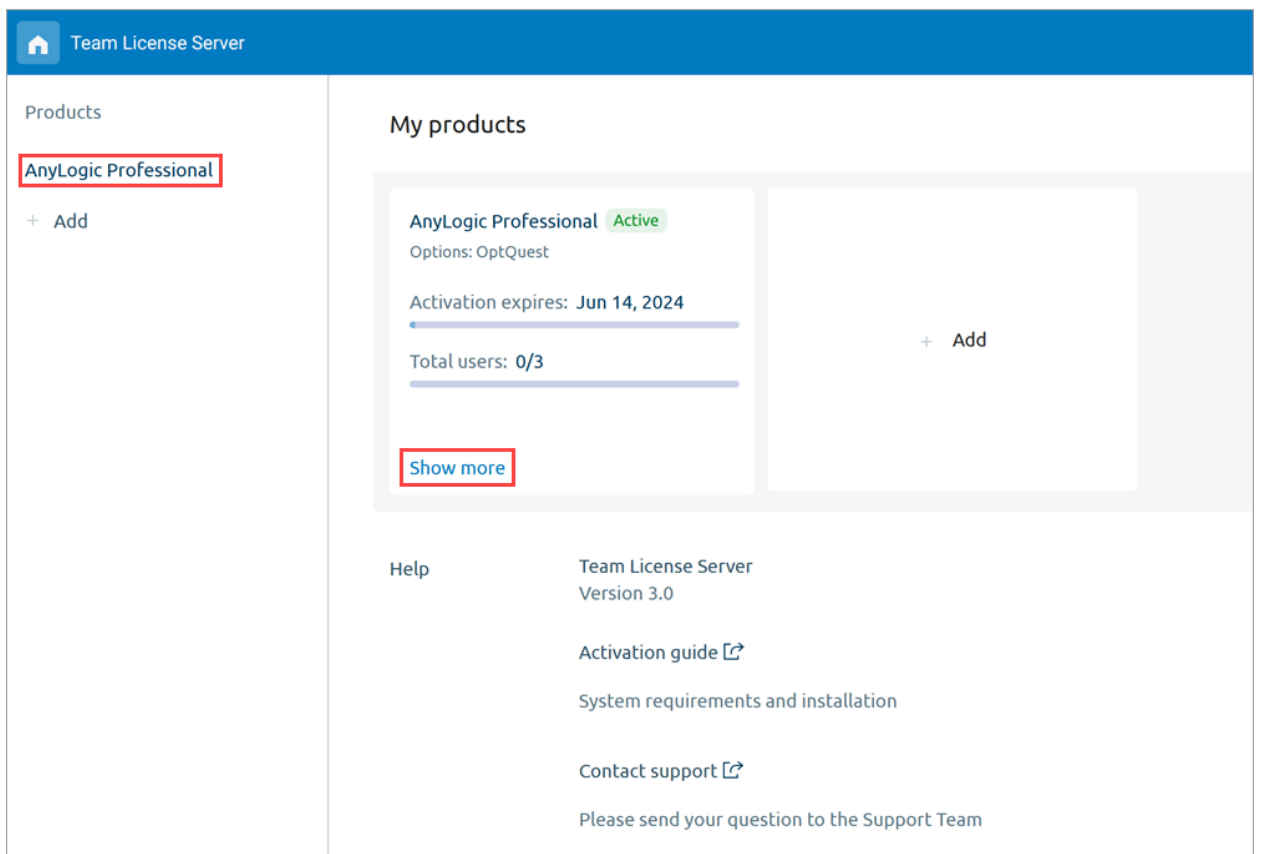 Team License Server
Products
AnyLogic Professional
+ Add
My products
AnyLogic Professional Active
Options: OptQuest
Activation expires: Jun 14, 2024
Total users: 0/3
Show more
+ Add
Help
Team License Server
Version 3.0
Activation guide
System requirements and installation
Contact support
Please send your question to the Support Team